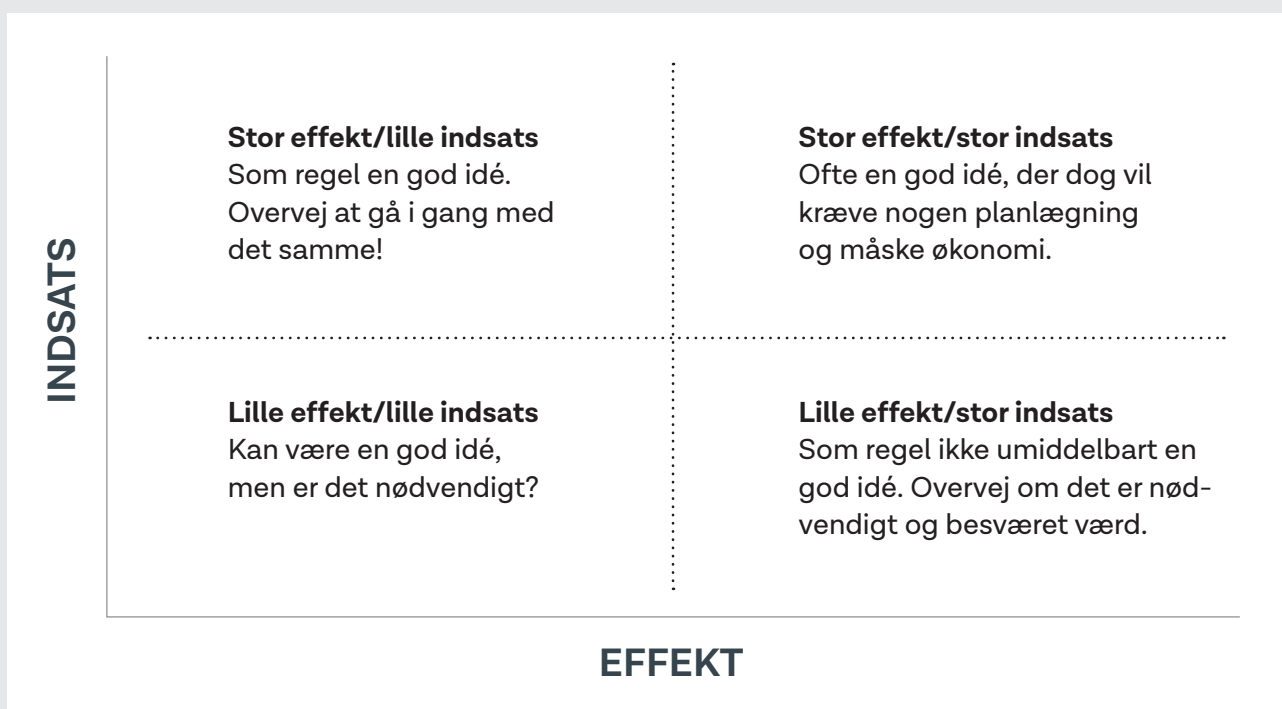 Stor effekt/lille indsats
Som regel en god idé.
Overvej at gå i gang med
det samme!
Stor effekt/stor indsats
Ofte en god idé, der dog vil
kræve nogen planlægning
og måske økonomi.
INDSATS
Lille effekt/lille indsats
Kan være en god idé,
men er det nødvendigt?
Lille effekt/stor indsats
Som regel ikke umiddelbart en
god idé. Overvej om det er nød-
vendigt og besværet værd.
EFFEKT